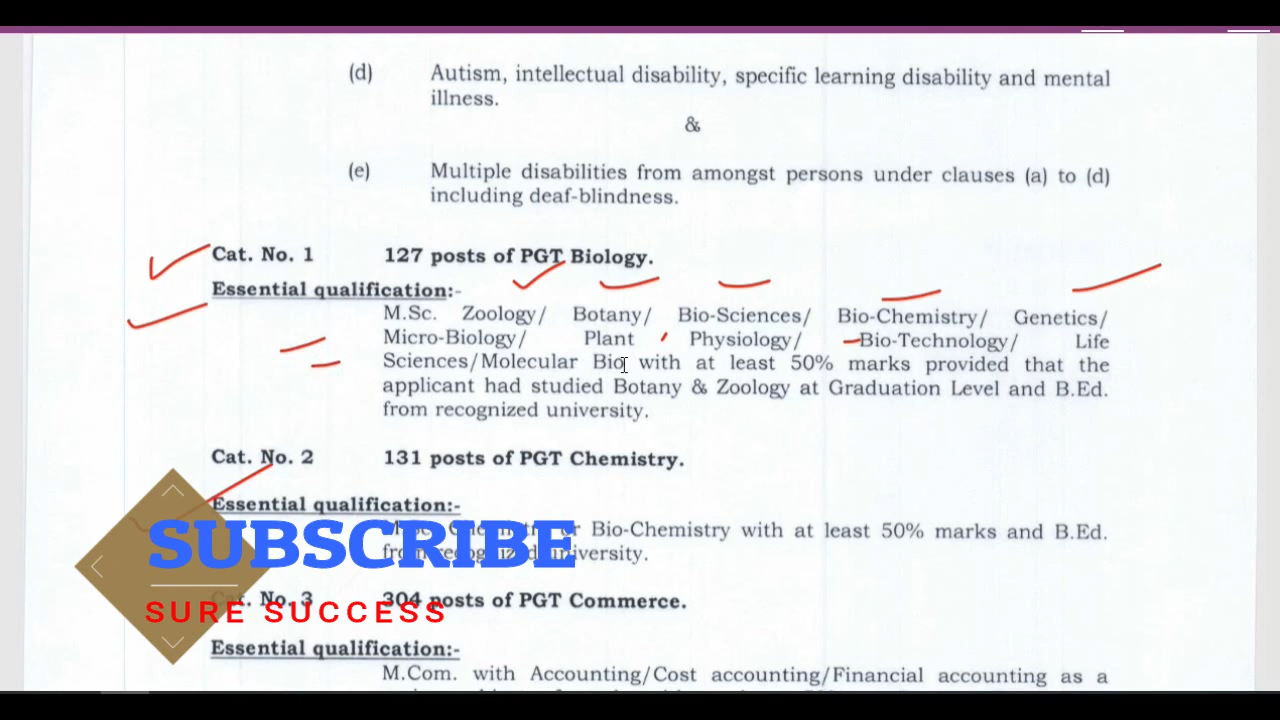 (d) Autism, intellectual disability, specific learning disability and mental
illness.
&
(e) Multiple disabilities from amongst persons under clauses (a) to (d)
including deaf-blindness.
Cat. No. 1 127 posts of PGT Biology.
Essential qualification:-
M.Sc. Zoology/ Botany/ Bio-Sciences/ Bio-Chemistry/ Genetics/
Micro-Biology/ Plant Physiology/ Bio-Technology/ Life
Sciences/Molecular Bio with at least 50% marks provided that the
applicant had studied Botany & Zoology at Graduation Level and B.Ed.
from recognized university.
Cat. No. 2 131 posts of PGT Chemistry.
Essential qualification:-
Bio-Chemistry with at least 50% marks and B.Ed.
from recognized university.
SUBSCRIBE
Cat. No. 3 304 posts of PGT Commerce.
SURE SUCCESS
Essential qualification:-
M.Com. with Accounting/Cost accounting/Financial accounting as a